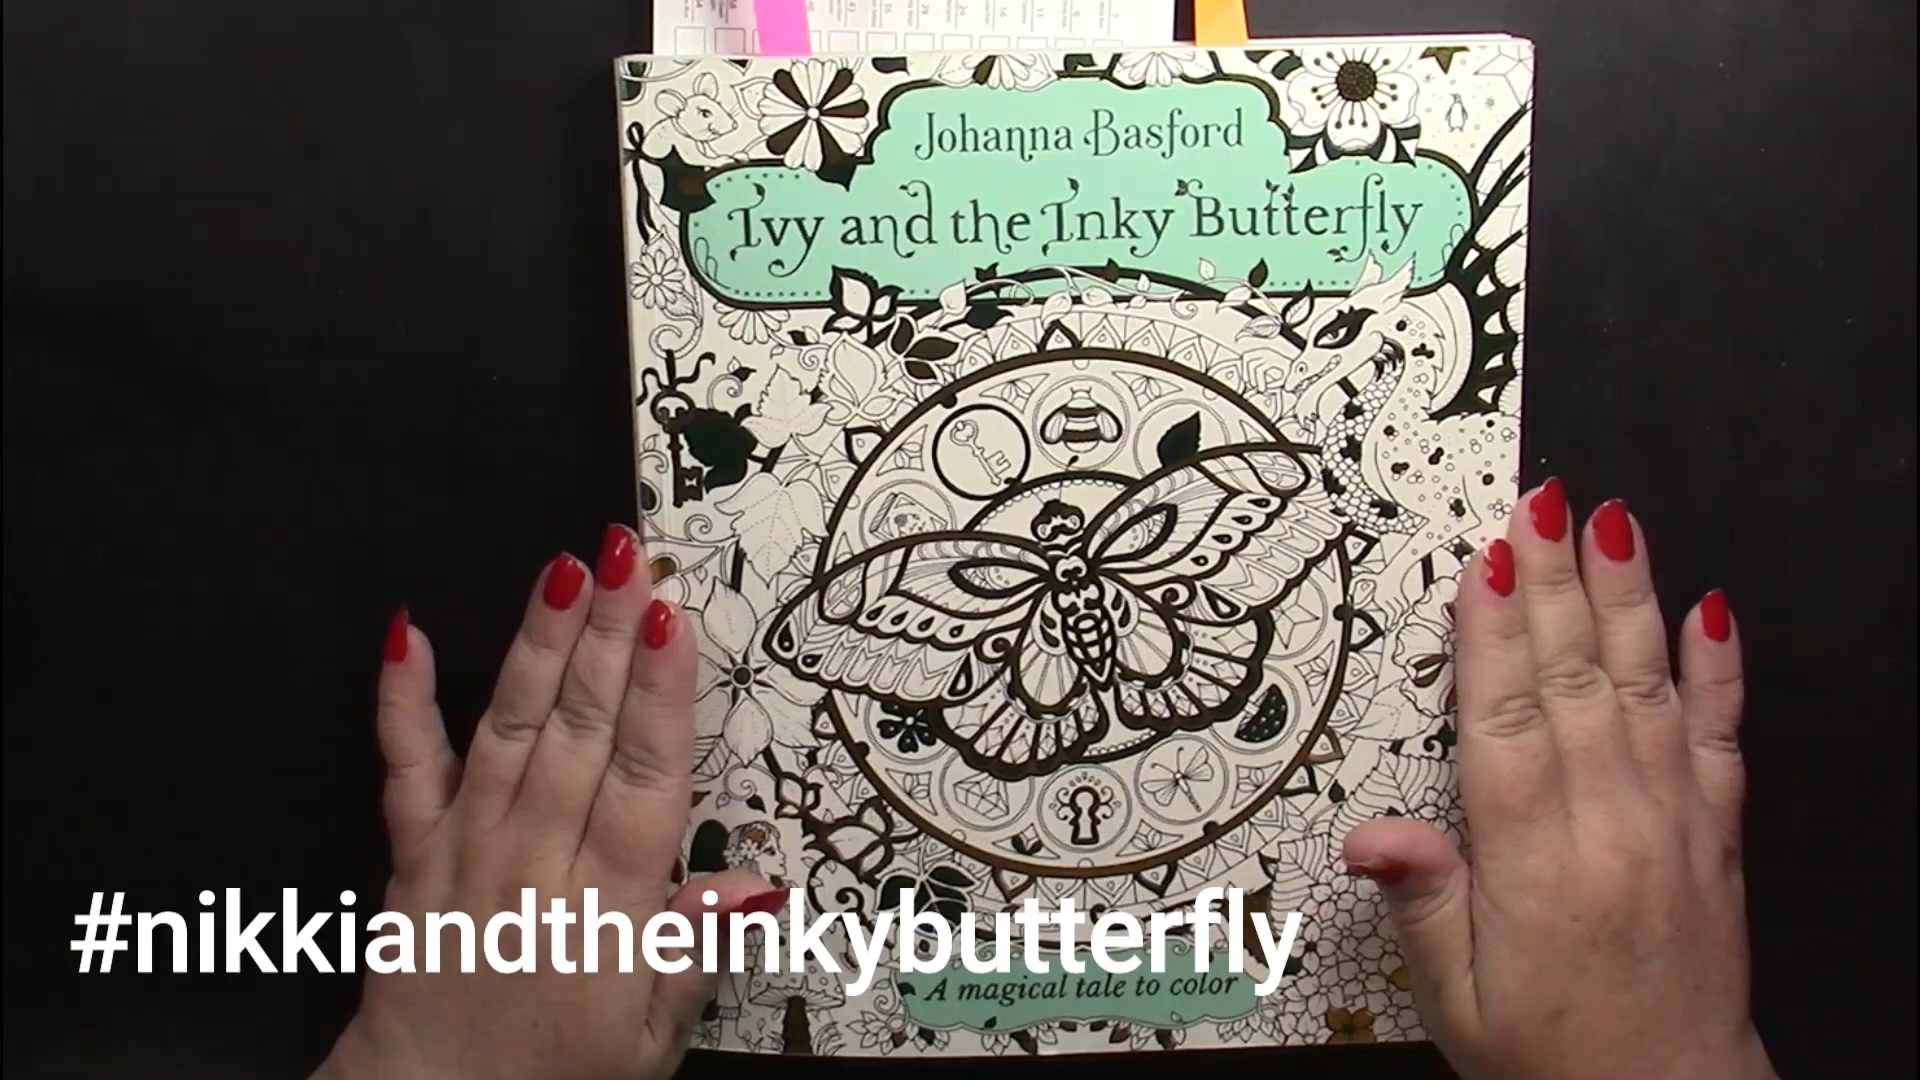 Johanna Basford
Ivy and the Inky Butterfly
#nikkiandtheinkybutterfly
A magical tale to color